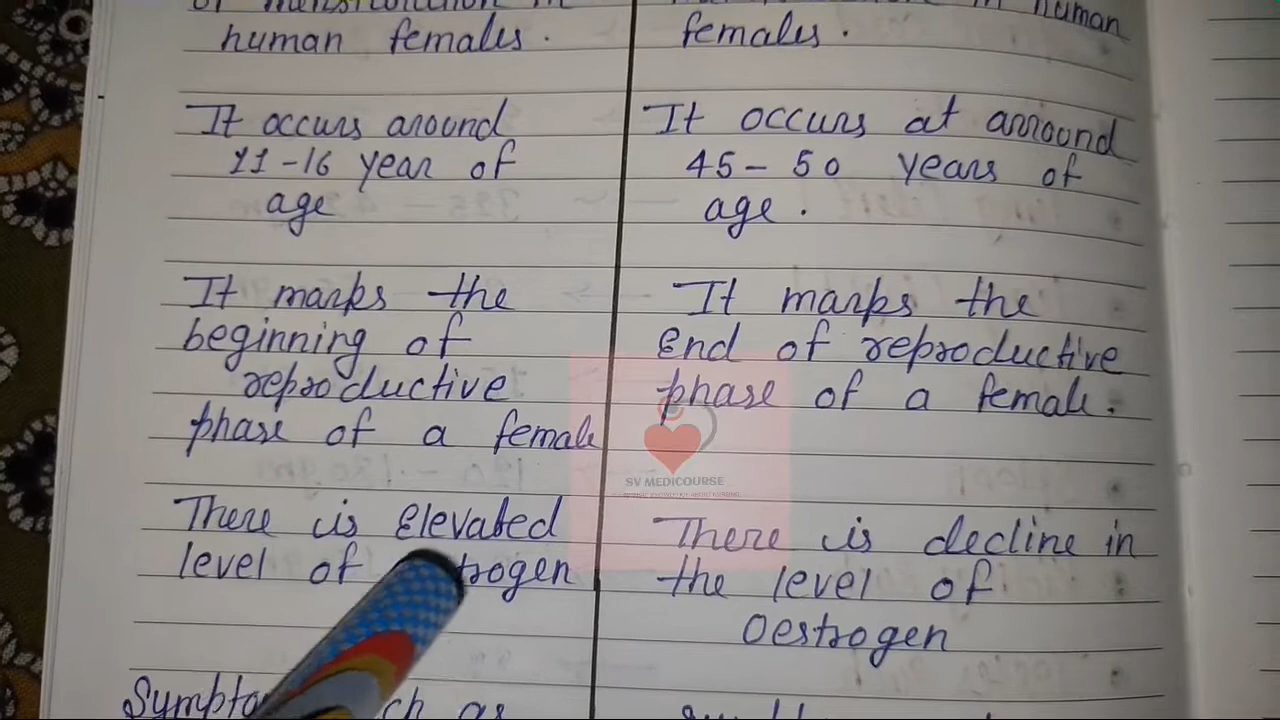 human females.
It occurs around
11-16 year of
age
It marks the
beginning of
reproductive
phase of a female
There is Elevated
level of
human
females.
It occurs at arround
45-50 years of
age.
It marks the
End of reproductive
phase of a female.
There is decline in
the level of
Oestrogen
as
SV MEDICOURSE